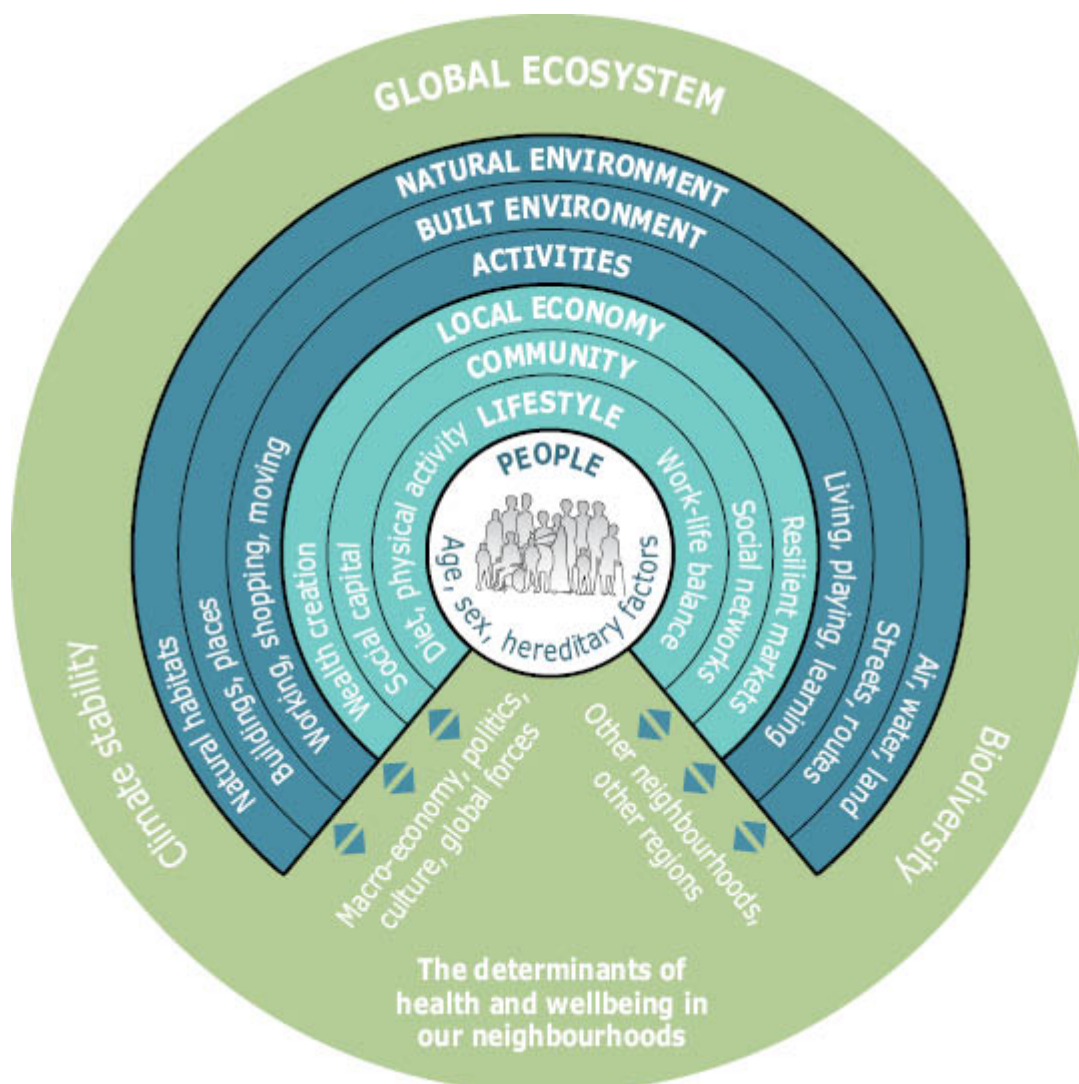 GLOBAL ECOSYSTEM
NATURAL ENVIRONMENT
BUILT ENVIRONMENT
ACTIVITIES
LOCAL ECONOMY
COMMUNITY
LIFESTYLE
PEOPLE
Age, sex, hereditary factors
Diet, physical activity
Work-life balance
Social capital
Social networks
Wealth creation
Resilient markets
Working, shopping, moving
Living, playing, learning
Buildings, places
Streets, routes
Natural habitats
Air, water, land
Climate stability
Biodiversity
Macro-economy, politics,
culture, global forces
Other neighbourhoods,
other regions
The determinants of
health and wellbeing in
our neighbourhoods